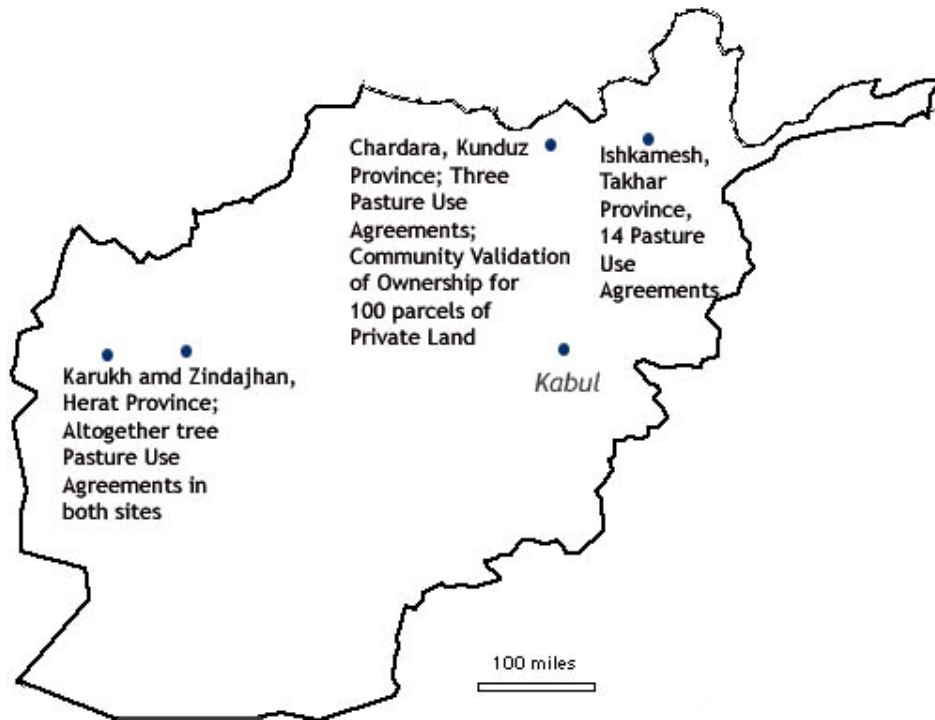 Chardara, Kunduz
Province; Three
Pasture Use
Agreements;
Community Validation
of Ownership for
100 parcels of
Private Land
Ishkamesh,
Takhar
Province,
14 Pasture
Use
Agreements
Kabul
Karukh amd Zindajhan,
Herat Province;
Altogether tree
Pasture Use
Agreements in
both sites
100 miles